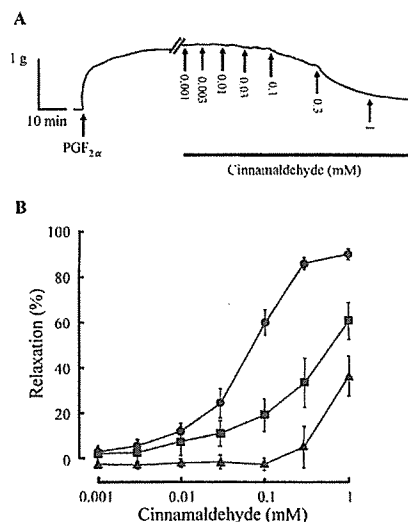 A
1 g
10 min
PGF2α
0.001
0.003
0.01
0.03
0.1
0.3
1
Cinnamaldehyde (mM)
B
100
80
60
40
20
0
Relaxation (%)
0.001
0.01
0.1
1
Cinnamaldehyde (mM)